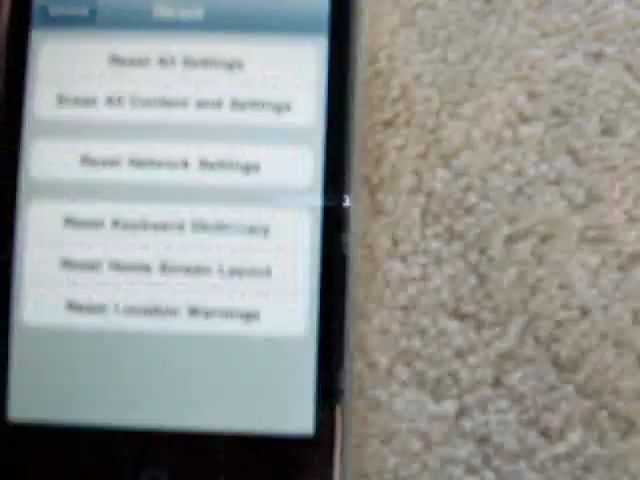 Reset
Reset All Settings
Erase All Content and Settings
Reset Network Settings
Reset Keyboard Dictionary
Reset Home Screen Layout
Reset Location Warnings